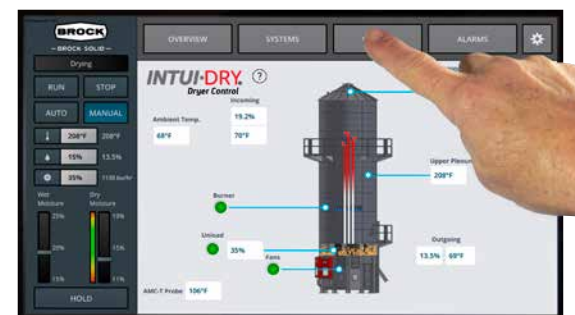 BROCK
BROCK SOLID
OVERVIEW
SYSTEMS
ALARMS
Drying
RUN
STOP
AUTO
MANUAL
208°F
208°F
15%
13.5%
35%
1100 bu/hr
Wet Moisture
Dry Moisture
25%
19%
20%
15%
15%
11%
HOLD
INTUI-DRY.
Dryer Control
?
Incoming
Ambient Temp.
19.2%
68°F
70°F
Upper Plenum
208°F
Burner
Unload
35%
Fans
Outgoing
13.5%
69°F
AMC-T Probe
106°F